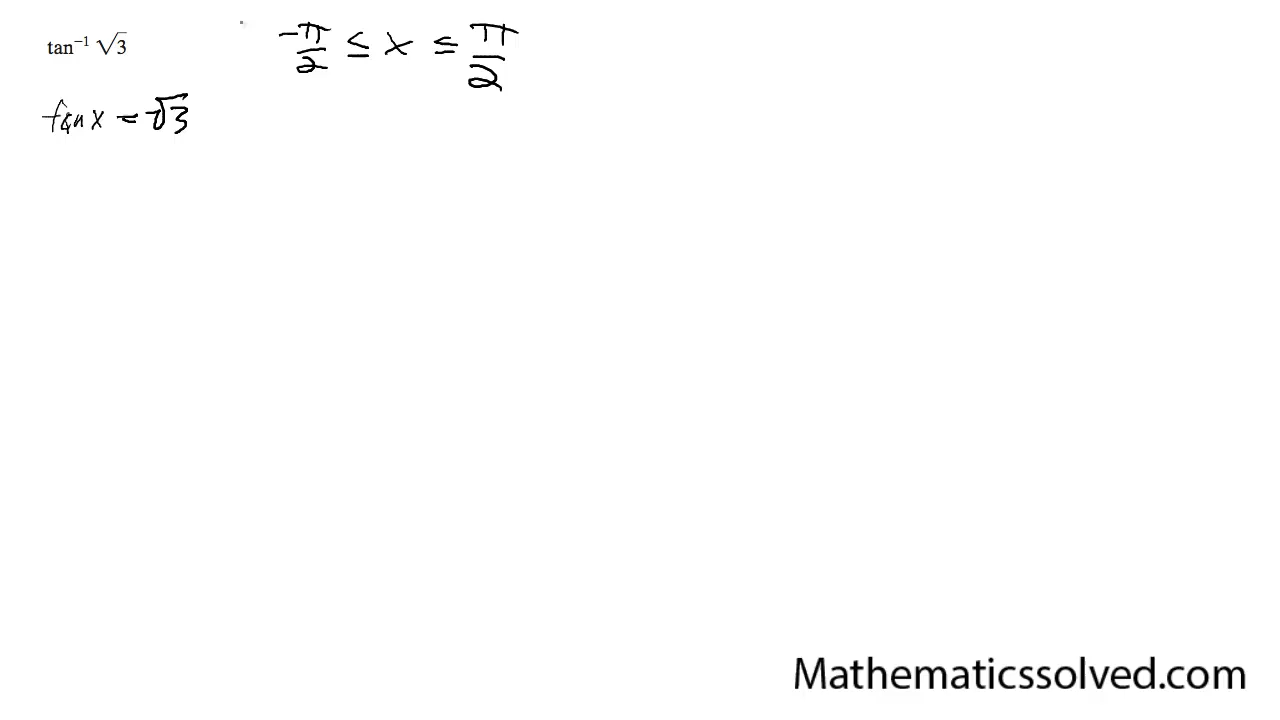 tan⁻¹ √3
-π/2 ≤ x ≤ π/2
tan x = √3
Mathematicssolved.com